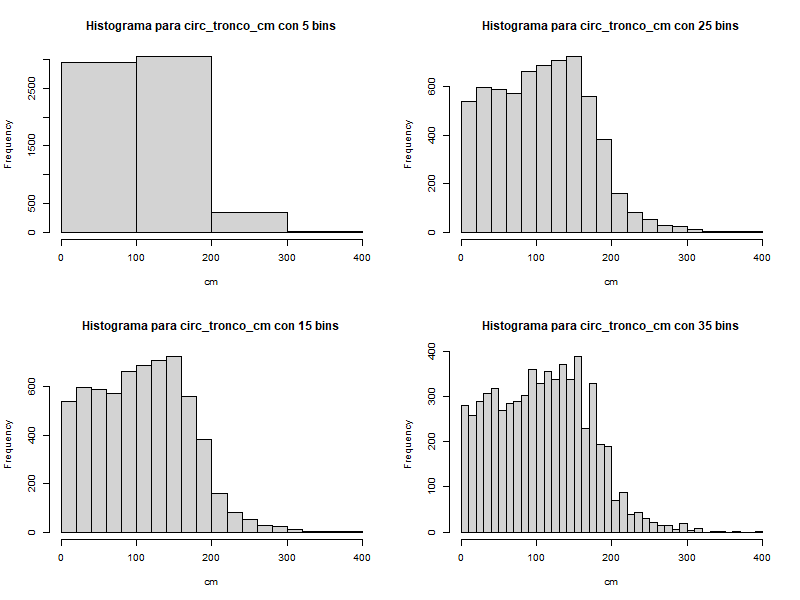 Histograma para circ_tronco_cm con 5 bins
Frequency
0 500 1500 2500
0 100 200 300 400
cm
Histograma para circ_tronco_cm con 25 bins
Frequency
0 200 400 600
0 100 200 300 400
cm
Histograma para circ_tronco_cm con 15 bins
Frequency
0 200 400 600
0 100 200 300 400
cm
Histograma para circ_tronco_cm con 35 bins
Frequency
0 100 200 300 400
0 100 200 300 400
cm